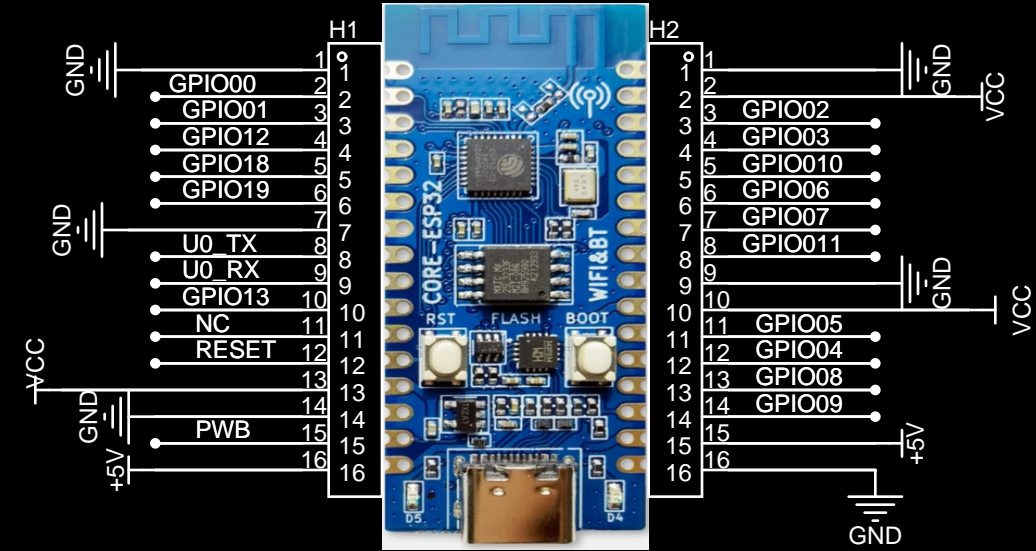 H1
1 1 GND
2 2 GPIO00
3 3 GPIO01
4 4 GPIO12
5 5 GPIO18
6 6 GPIO19
7 7 GND
8 8 U0_TX
9 9 U0_RX
10 10 GPIO13
11 11 NC
12 12 RESET
13 13 VCC
14 14 GND
15 15 PWB
16 16 +5V
CORE-ESP32
WIFI&BT
RST
FLASH
BOOT
D5
D4
H2
1 1 GND
2 2 VCC
3 3 GPIO02
4 4 GPIO03
5 5 GPIO010
6 6 GPIO06
7 7 GPIO07
8 8 GPIO011
9 9 GND
10 10 VCC
11 11 GPIO05
12 12 GPIO04
13 13 GPIO08
14 14 GPIO09
15 15 +5V
16 16 GND